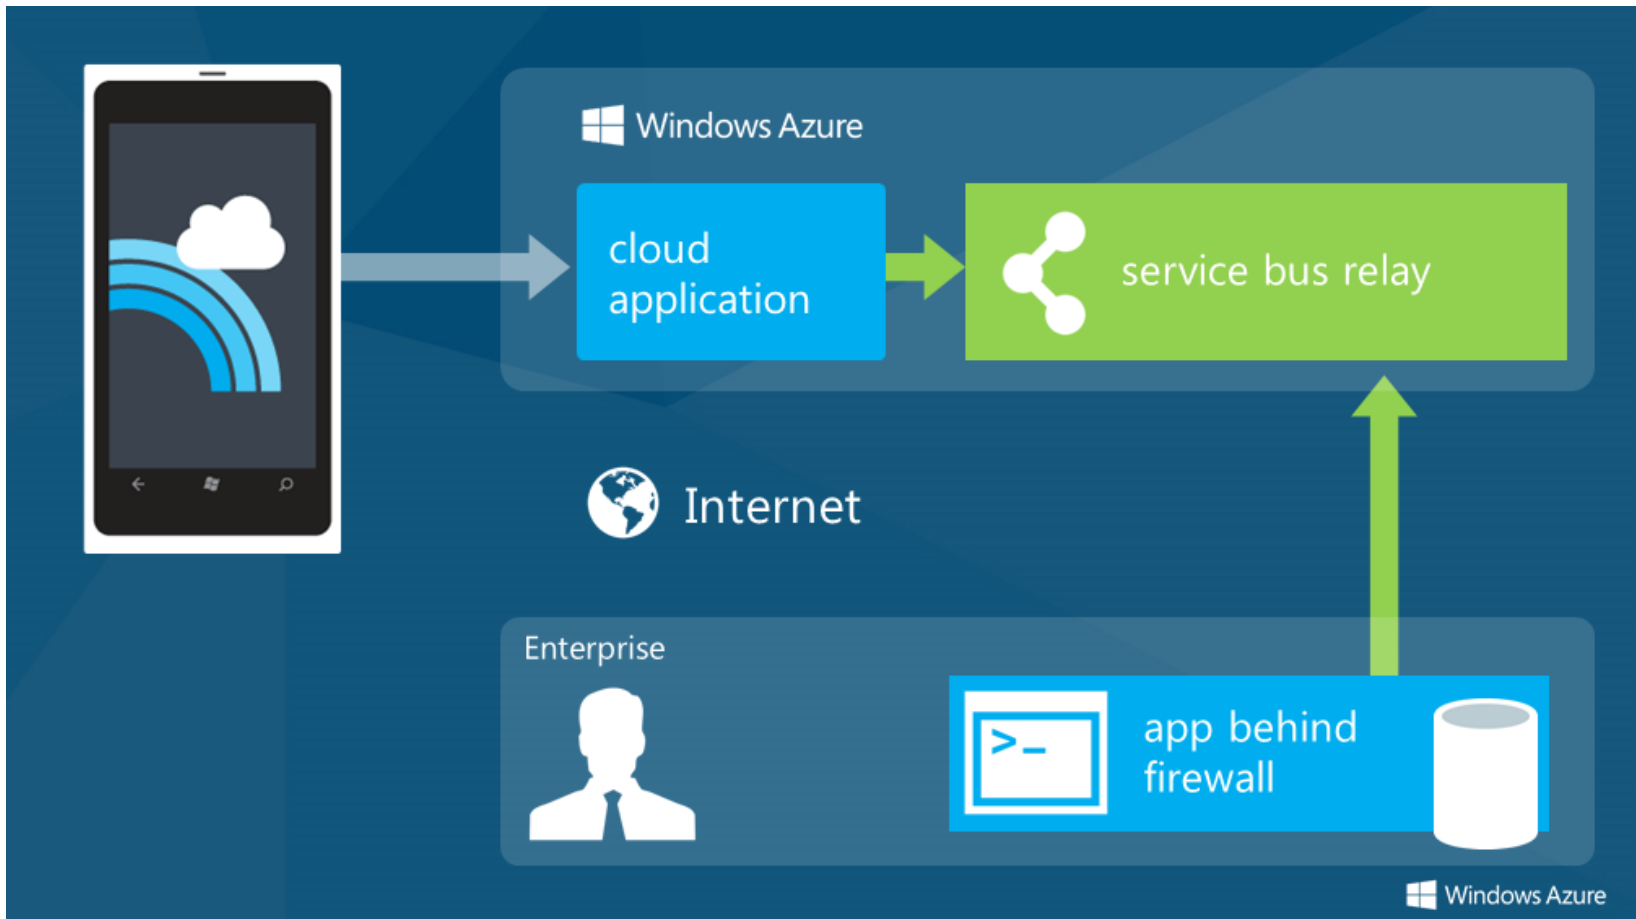 Windows Azure
cloud
application
service bus relay
Internet
Enterprise
>_
app behind
firewall
Windows Azure